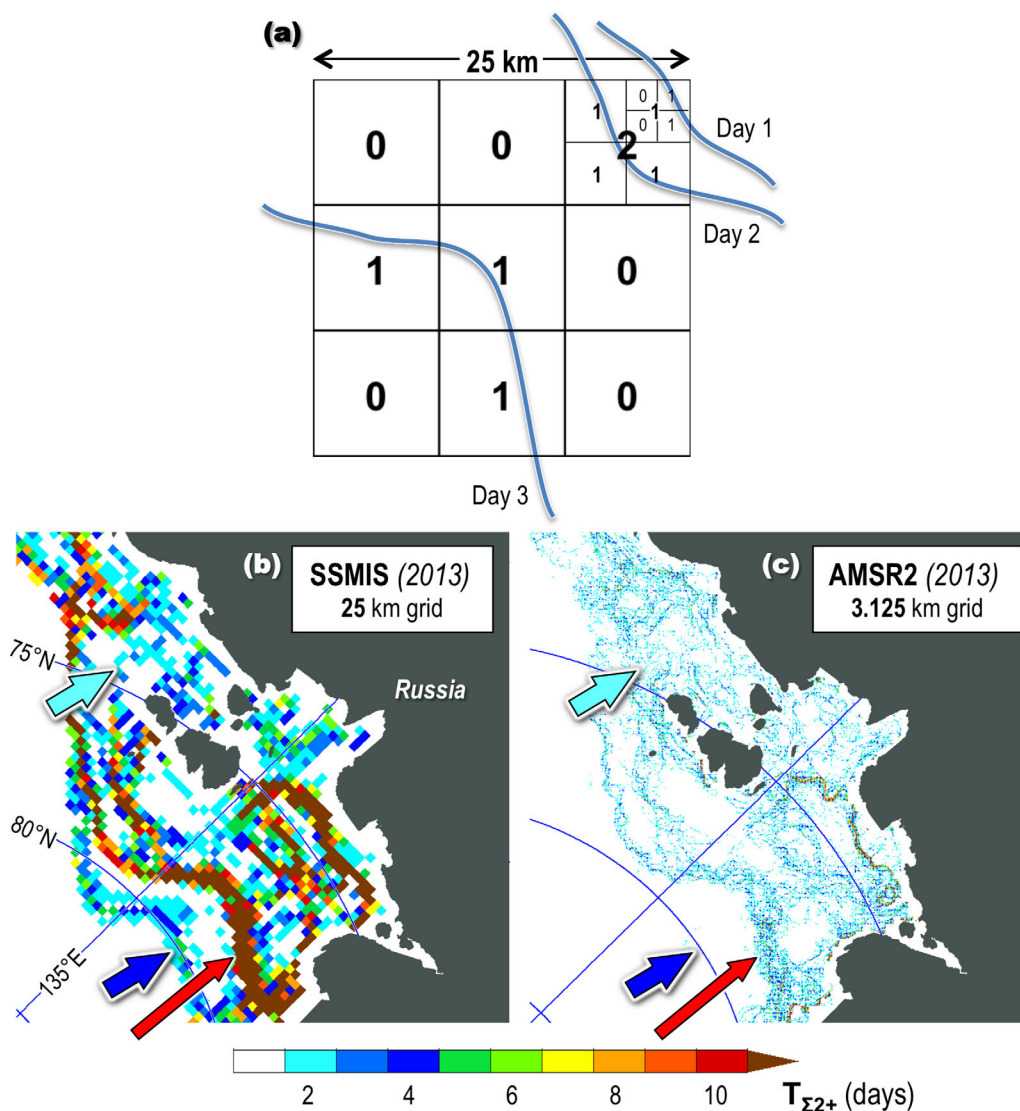 (a)
25 km
0 0 1 0 1
1
0 1
2
1 1
Day 1
Day 2
1 1 0
0 1 0
Day 3
(b)
SSMIS (2013)
25 km grid
75°N
Russia
80°N
135°E
(c)
AMSR2 (2013)
3.125 km grid
2 4 6 8 10
TΣ2+ (days)